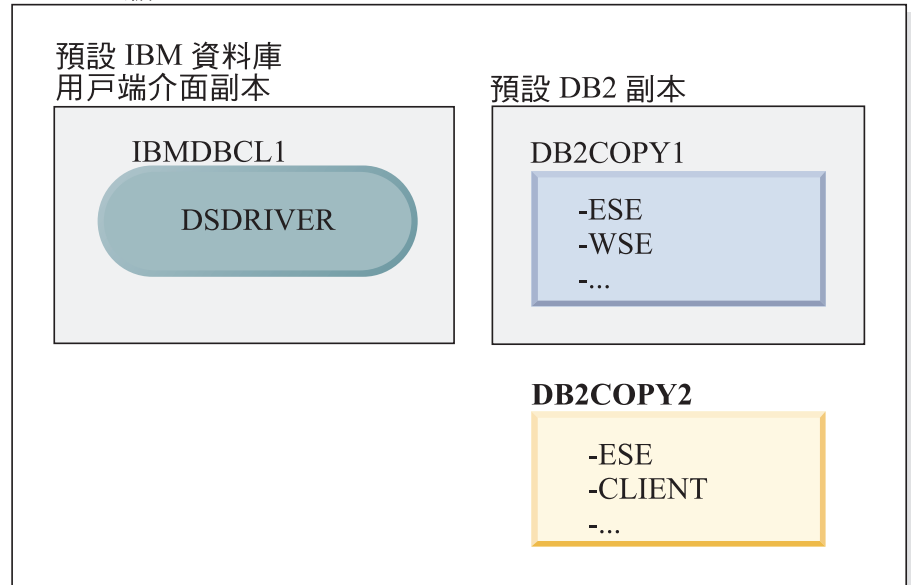 預設 IBM 資料庫
用戶端介面副本
IBMDBCL1
DSDRIVER
預設 DB2 副本
DB2COPY1
-ESE
-WSE
-...
DB2COPY2
-ESE
-CLIENT
-...